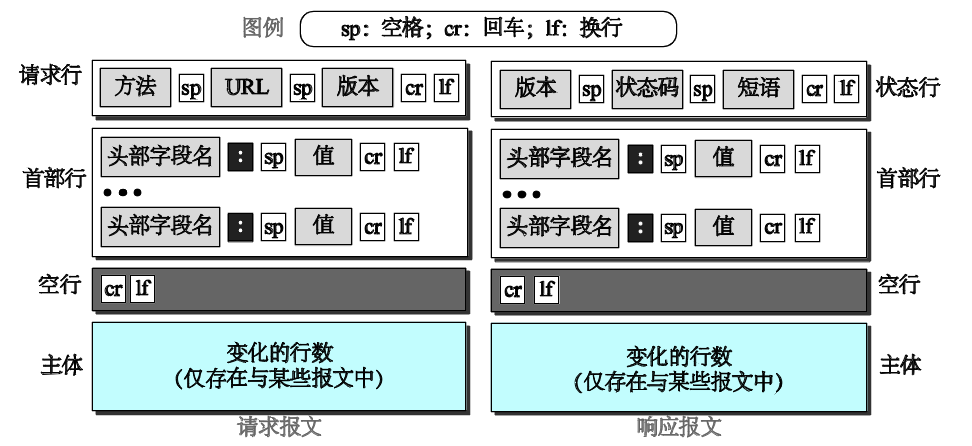 图例 sp: 空格; cr: 回车; lf: 换行
请求行 方法 sp URL sp 版本 cr lf
版本 sp 状态码 sp 短语 cr lf 状态行
首部行
头部字段名 : sp 值 cr lf
•••
头部字段名 : sp 值 cr lf
头部字段名 : sp 值 cr lf
•••
头部字段名 : sp 值 cr lf
首部行
空行 cr lf
cr lf 空行
主体
变化的行数
(仅存在与某些报文中)
变化的行数
(仅存在与某些报文中)
主体
请求报文
响应报文